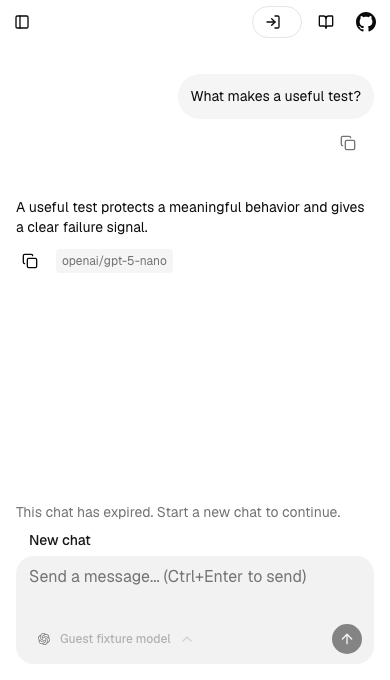 What makes a useful test?
A useful test protects a meaningful behavior and gives
a clear failure signal.
openai/gpt-5-nano
This chat has expired. Start a new chat to continue.
New chat
Send a message... (Ctrl+Enter to send)
Guest fixture model